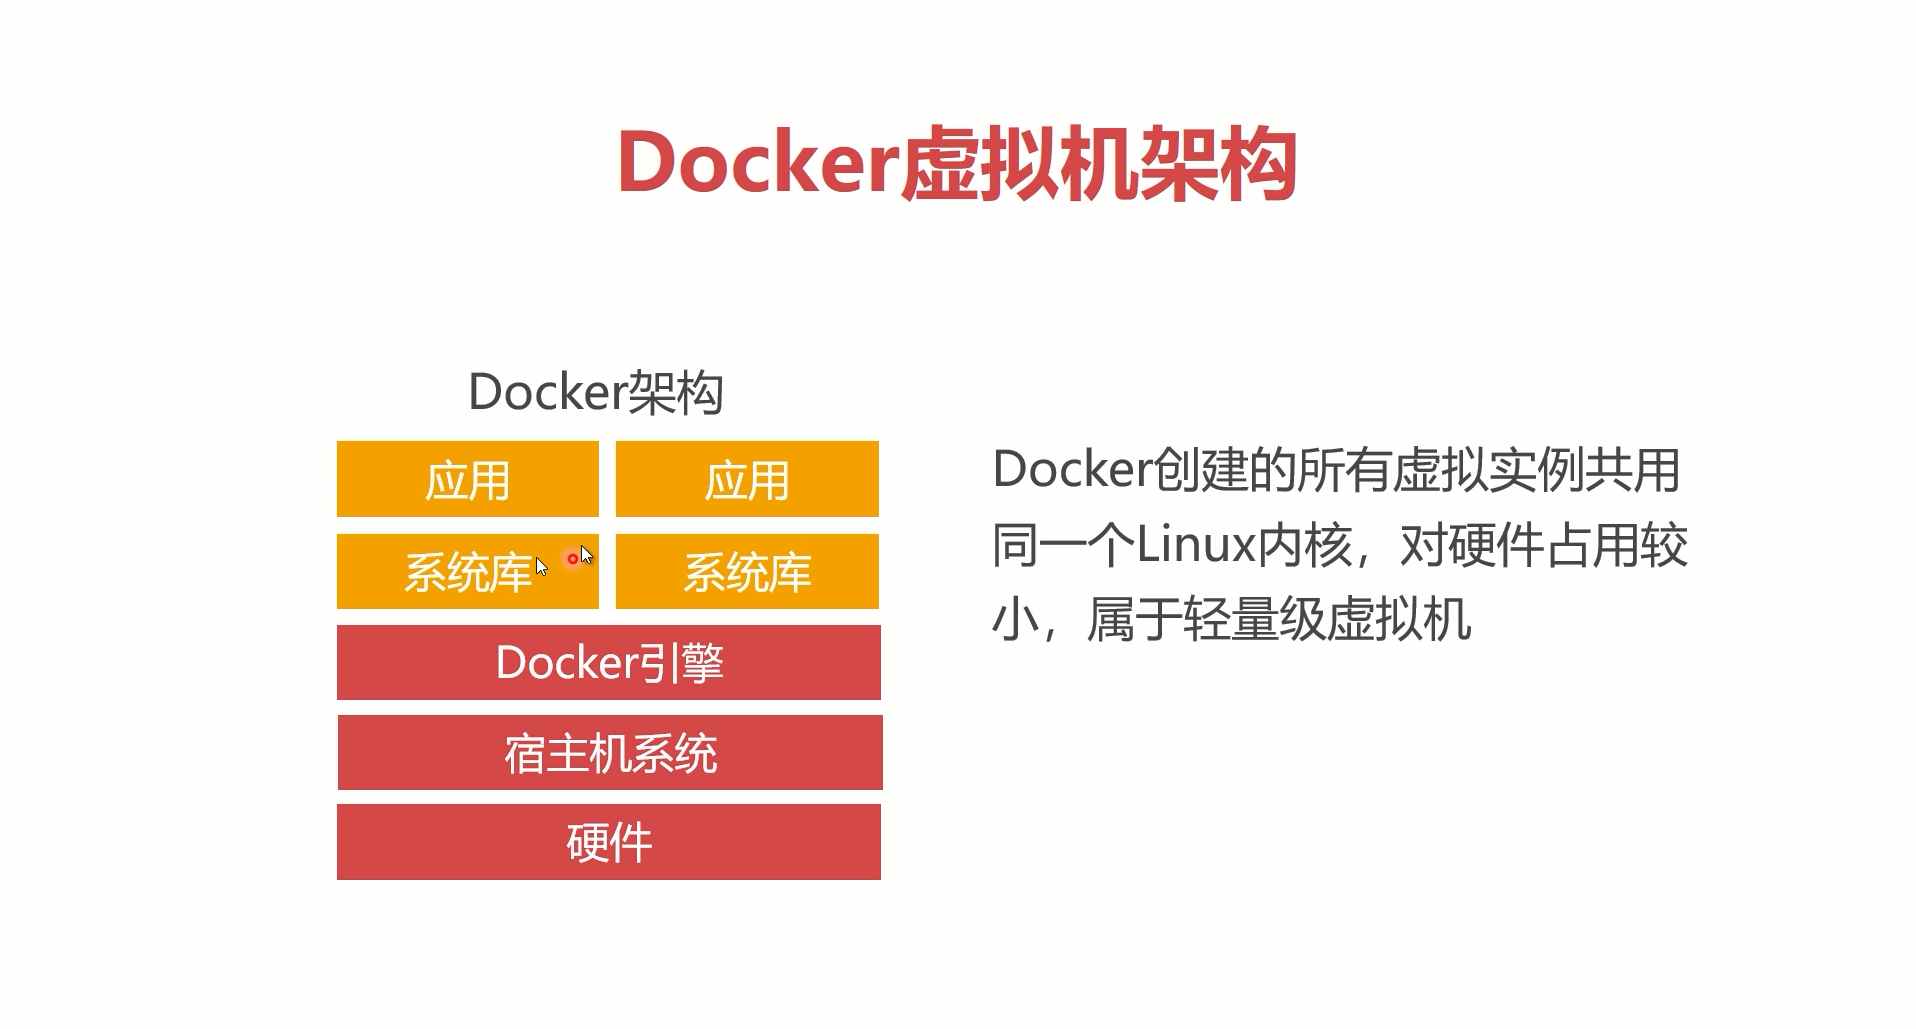 Docker虚拟机架构
Docker架构
应用 应用
系统库 系统库
Docker引擎
宿主机系统
硬件
Docker创建的所有虚拟实例共用
同一个Linux内核，对硬件占用较
小，属于轻量级虚拟机